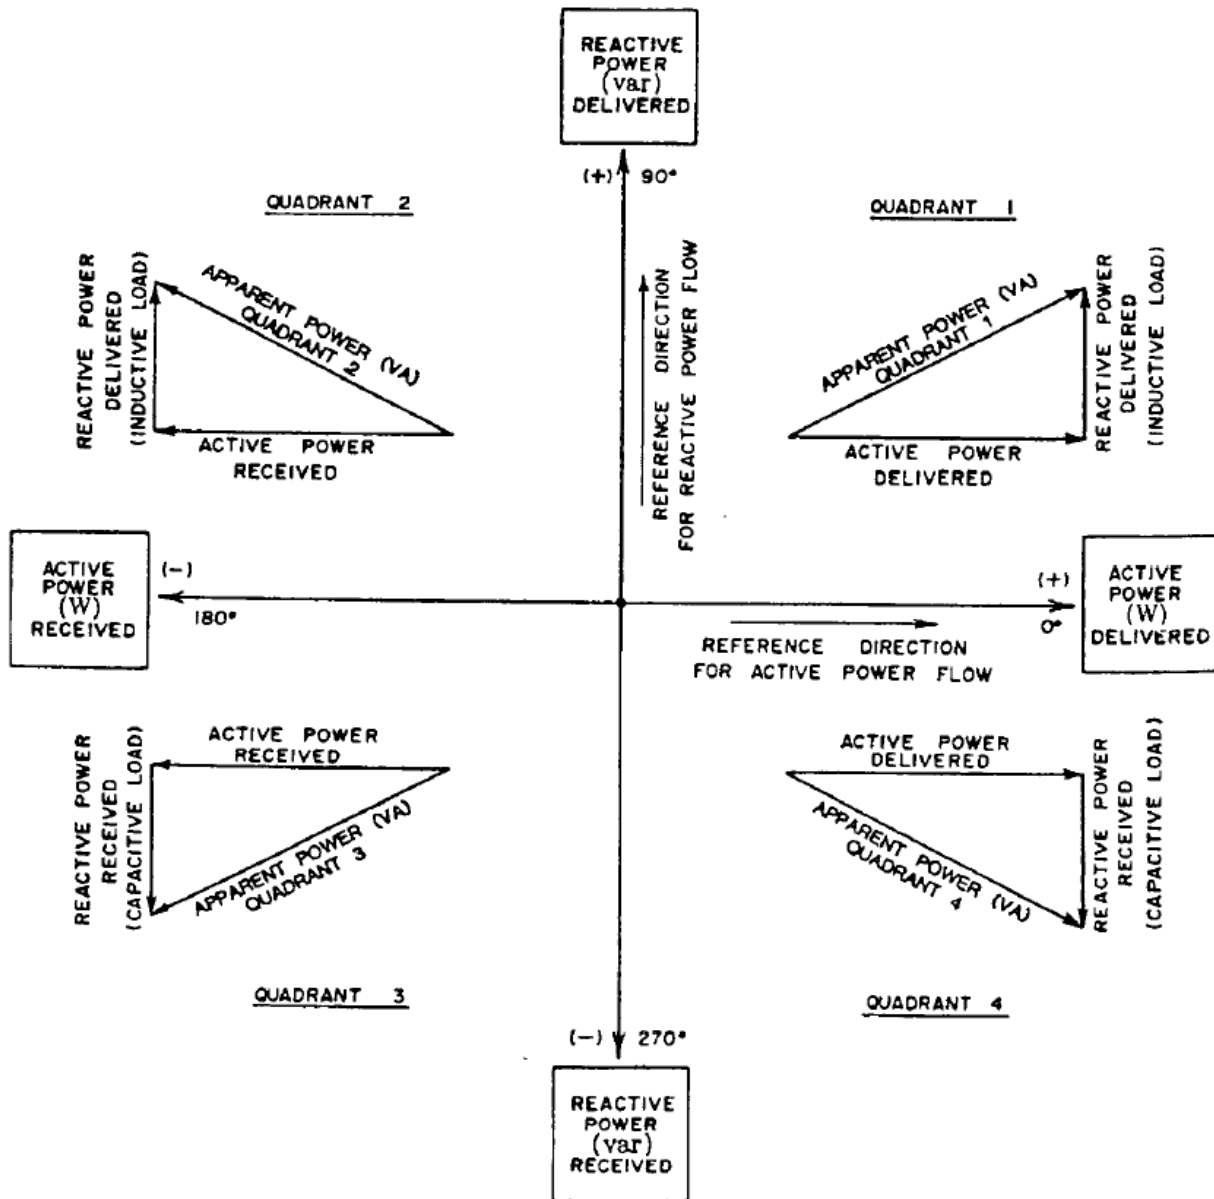 REACTIVE
POWER
(var)
DELIVERED
(+) 90°
QUADRANT 2
QUADRANT 1
REACTIVE POWER
DELIVERED
(INDUCTIVE LOAD)
APPARENT POWER (VA)
QUADRANT 2
ACTIVE POWER
RECEIVED
REFERENCE DIRECTION
FOR REACTIVE POWER FLOW
APPARENT POWER (VA)
QUADRANT 1
ACTIVE POWER
DELIVERED
REACTIVE POWER
DELIVERED
(INDUCTIVE LOAD)
ACTIVE
POWER
(W)
RECEIVED
(-)
180°
(+)
0°
ACTIVE
POWER
(W)
DELIVERED
REFERENCE DIRECTION
FOR ACTIVE POWER FLOW
REACTIVE POWER
RECEIVED
(CAPACITIVE LOAD)
ACTIVE POWER
RECEIVED
APPARENT POWER (VA)
QUADRANT 3
ACTIVE POWER
DELIVERED
APPARENT POWER (VA)
QUADRANT 4
REACTIVE POWER
RECEIVED
(CAPACITIVE LOAD)
QUADRANT 3
QUADRANT 4
(-) 270°
REACTIVE
POWER
(var)
RECEIVED